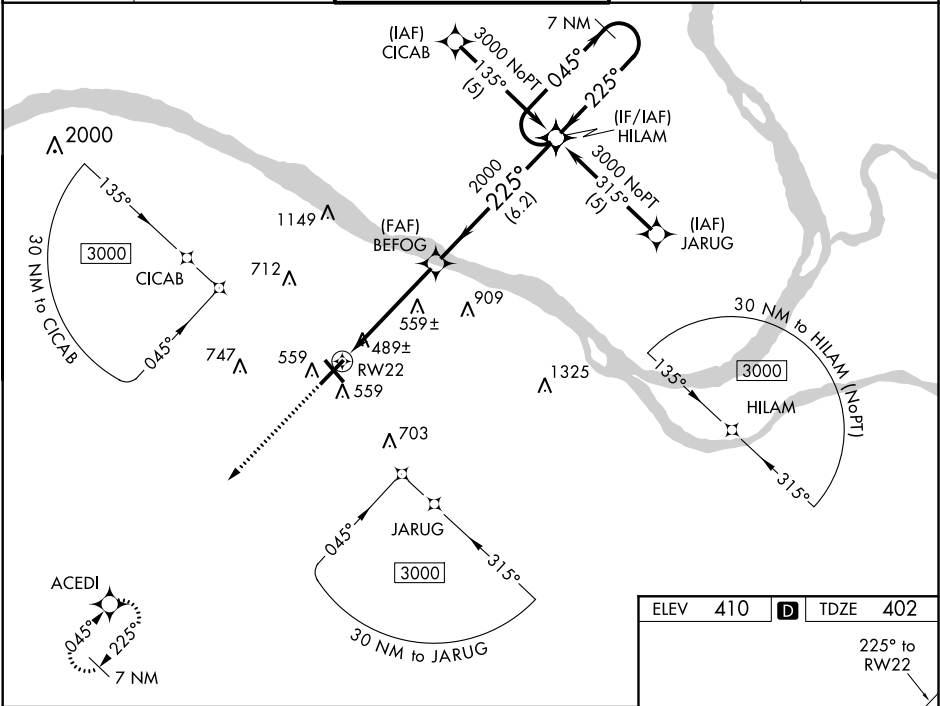 7 NM
(IAF)
CICAB
3000 NoPT
135°
(5)
045°
225°
(IF/IAF)
HILAM
2000
225°
(6.2)
3000 NoPT
315°
(5)
(IAF)
JARUG
2000
135°
3000
CICAB
045°
30 NM to CICAB
1149
(FAF)
BEFOG
712
559±
909
489±
747
559
RW22
559
1325
703
30 NM to HILAM (NoPT)
3000
135°
HILAM
315°
045°
JARUG
3000
315°
30 NM to JARUG
ACEDI
045°
225°
7 NM
ELEV 410 D TDZE 402
225° to
RW22